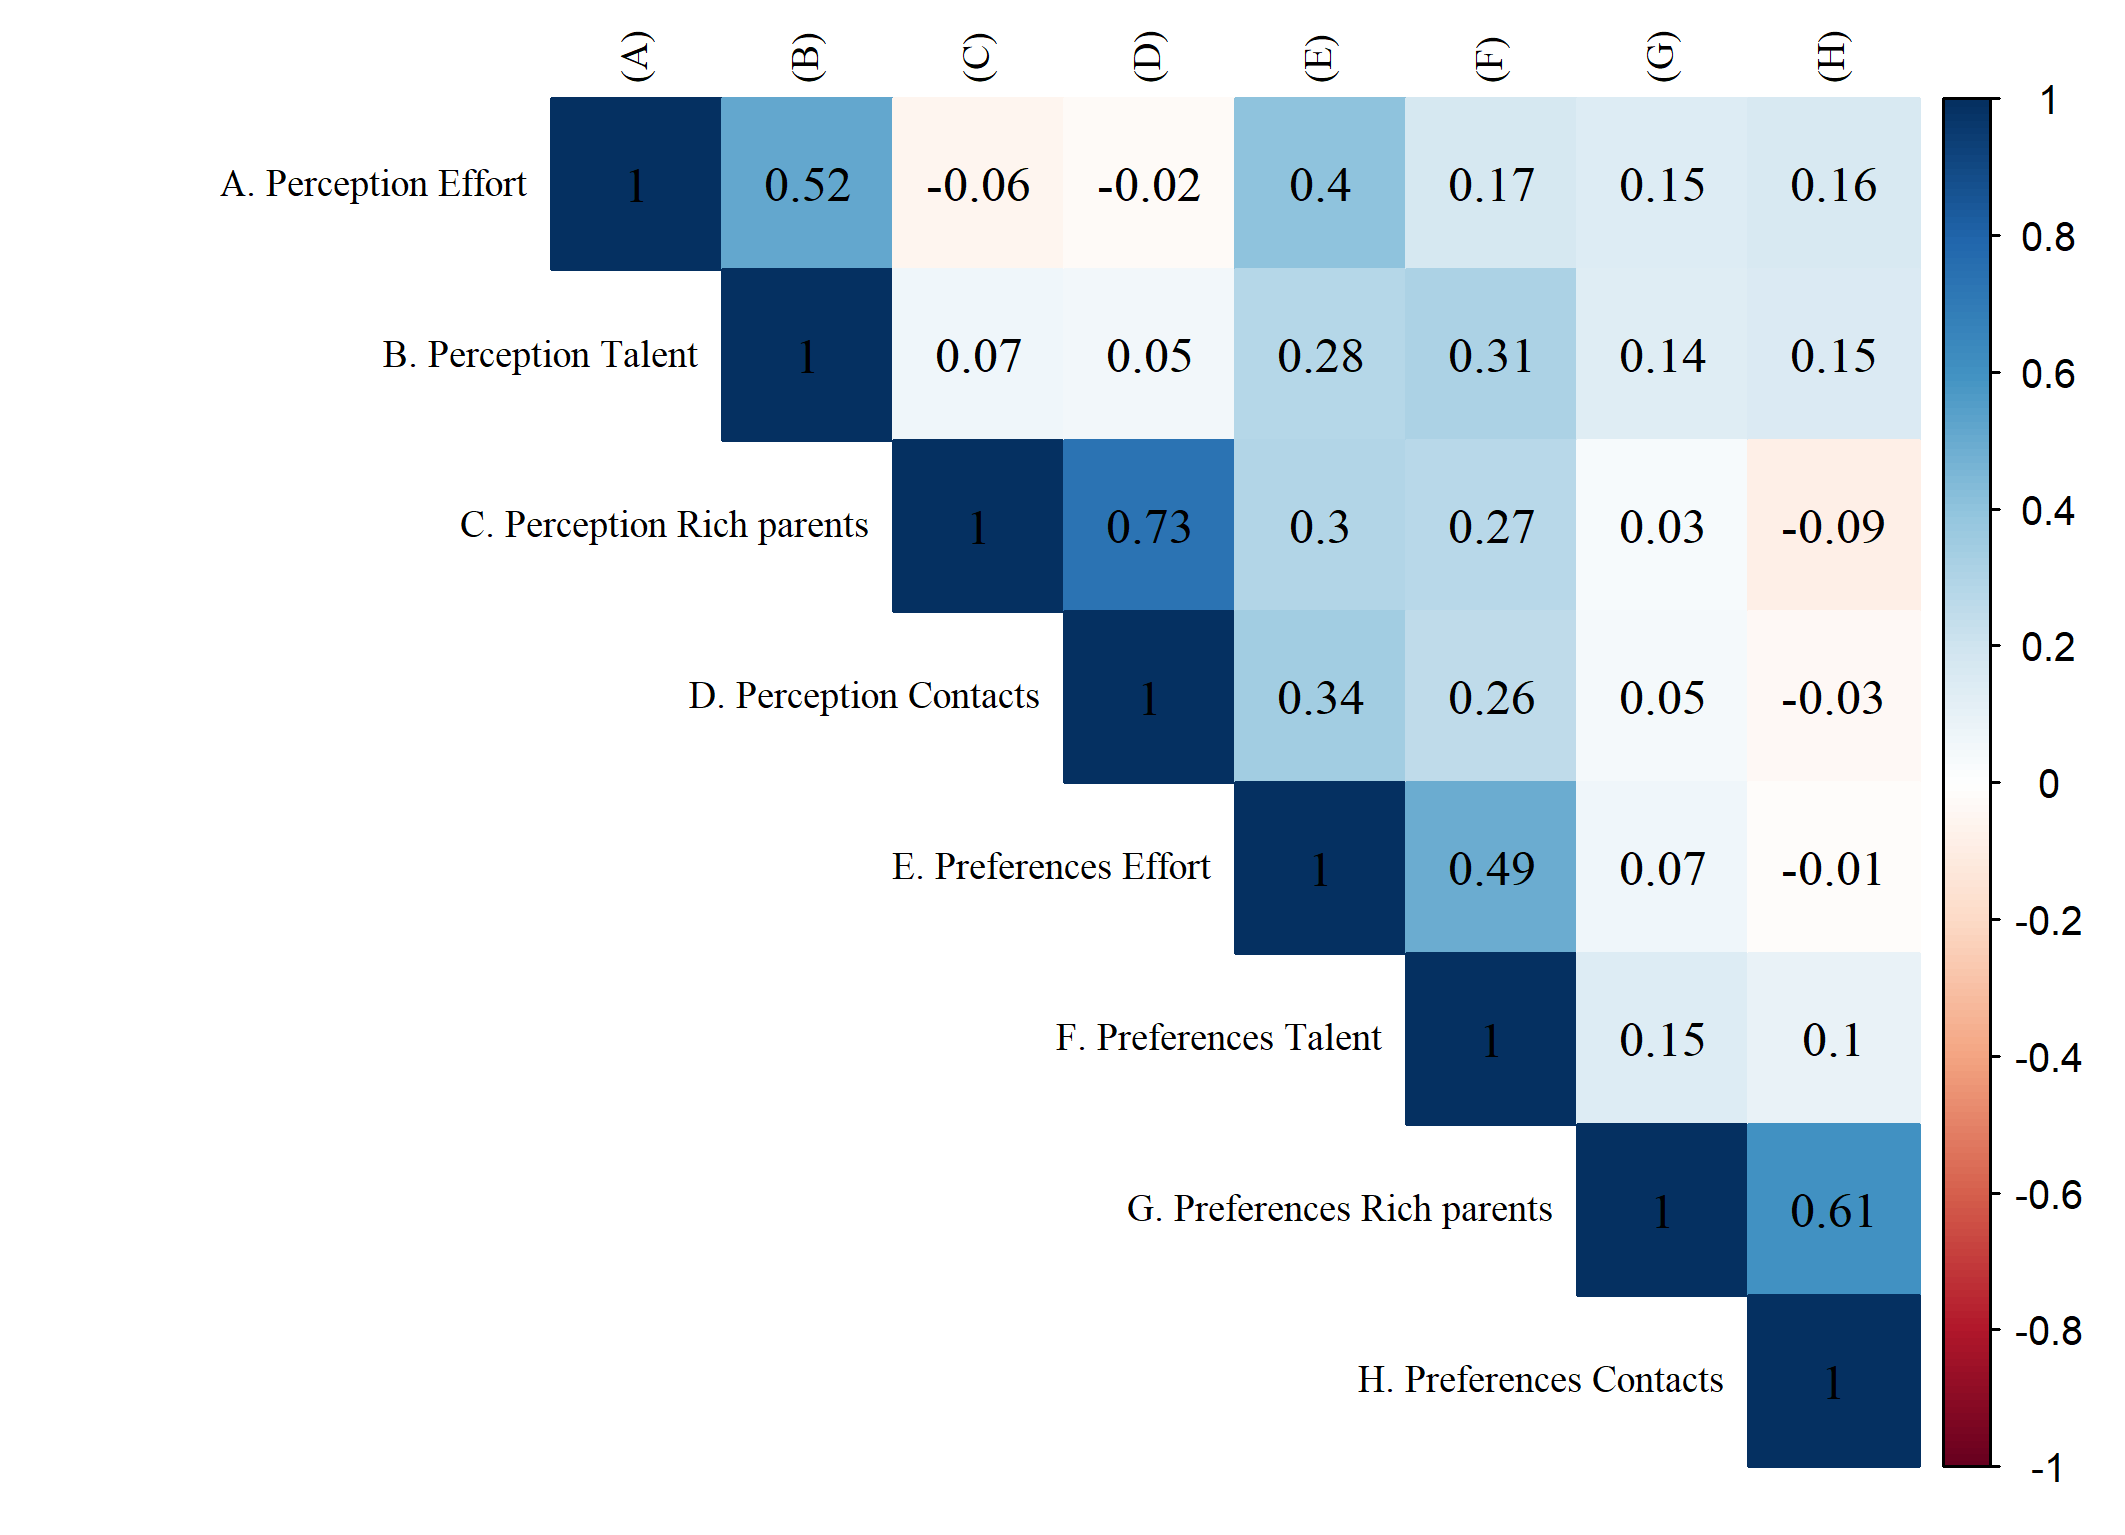 (A) (B) (C) (D) (E) (F) (G) (H)
A. Perception Effort 1 0.52 -0.06 -0.02 0.4 0.17 0.15 0.16
B. Perception Talent 1 0.07 0.05 0.28 0.31 0.14 0.15
C. Perception Rich parents 1 0.73 0.3 0.27 0.03 -0.09
D. Perception Contacts 1 0.34 0.26 0.05 -0.03
E. Preferences Effort 1 0.49 0.07 -0.01
F. Preferences Talent 1 0.15 0.1
G. Preferences Rich parents 1 0.61
H. Preferences Contacts 1
1
0.8
0.6
0.4
0.2
0
-0.2
-0.4
-0.6
-0.8
-1